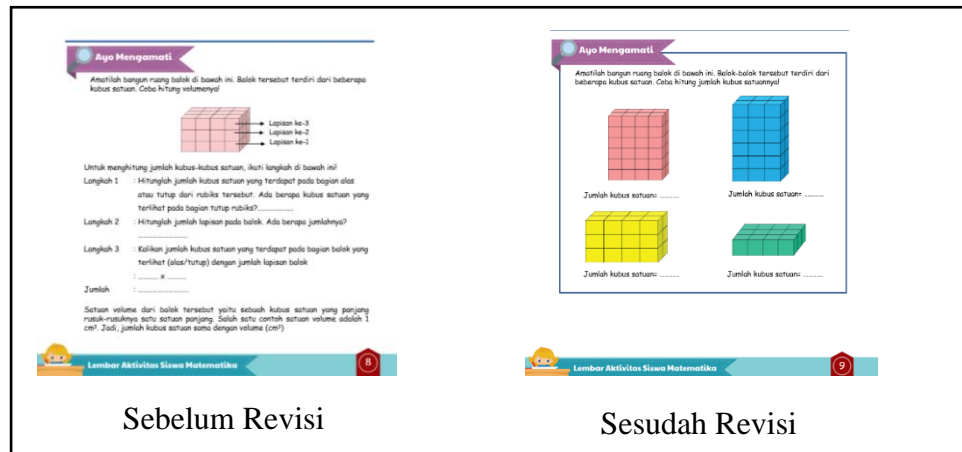 Ayo Mengamati
Amatilah bangun ruang balok di bawah ini. Balok tersebut terdiri dari beberapa
kubus satuan. Coba hitung volumenya!
Lapisan ke-3
Lapisan ke-2
Lapisan ke-1
Untuk menghitung jumlah kubus-kubus satuan, ikuti langkah di bawah ini!
Langkah 1 : Hitunglah jumlah kubus satuan yang terdapat pada bagian alas
atau tutup dari rubiks tersebut. Ada berapa kubus satuan yang
terlihat pada bagian tutup rubiks?..................
Langkah 2 : Hitunglah jumlah lapisan pada balok. Ada berapa jumlahnya?
.........................
Langkah 3 : Kalikan jumlah kubus satuan yang terdapat pada bagian balok yang
terlihat (alas/tutup) dengan jumlah lapisan balok
: .......... x ..........
Jumlah : .........................
Satuan volume dari balok tersebut yaitu sebuah kubus satuan yang panjang
rusuk-rusuknya satu satuan panjang. Salah satu contoh satuan volume adalah 1
cm³. Jadi, jumlah kubus satuan sama dengan volume (cm³)
Lembar Aktivitas Siswa Matematika
8
Sebelum Revisi
Ayo Mengamati
Amatilah bangun ruang balok di bawah ini. Balok-balok tersebut terdiri dari
beberapa kubus satuan. Coba hitung jumlah kubus satuannya!
Jumlah kubus satuan= ..........
Jumlah kubus satuan= ..........
Jumlah kubus satuan= ..........
Jumlah kubus satuan= ..........
Lembar Aktivitas Siswa Matematika
9
Sesudah Revisi